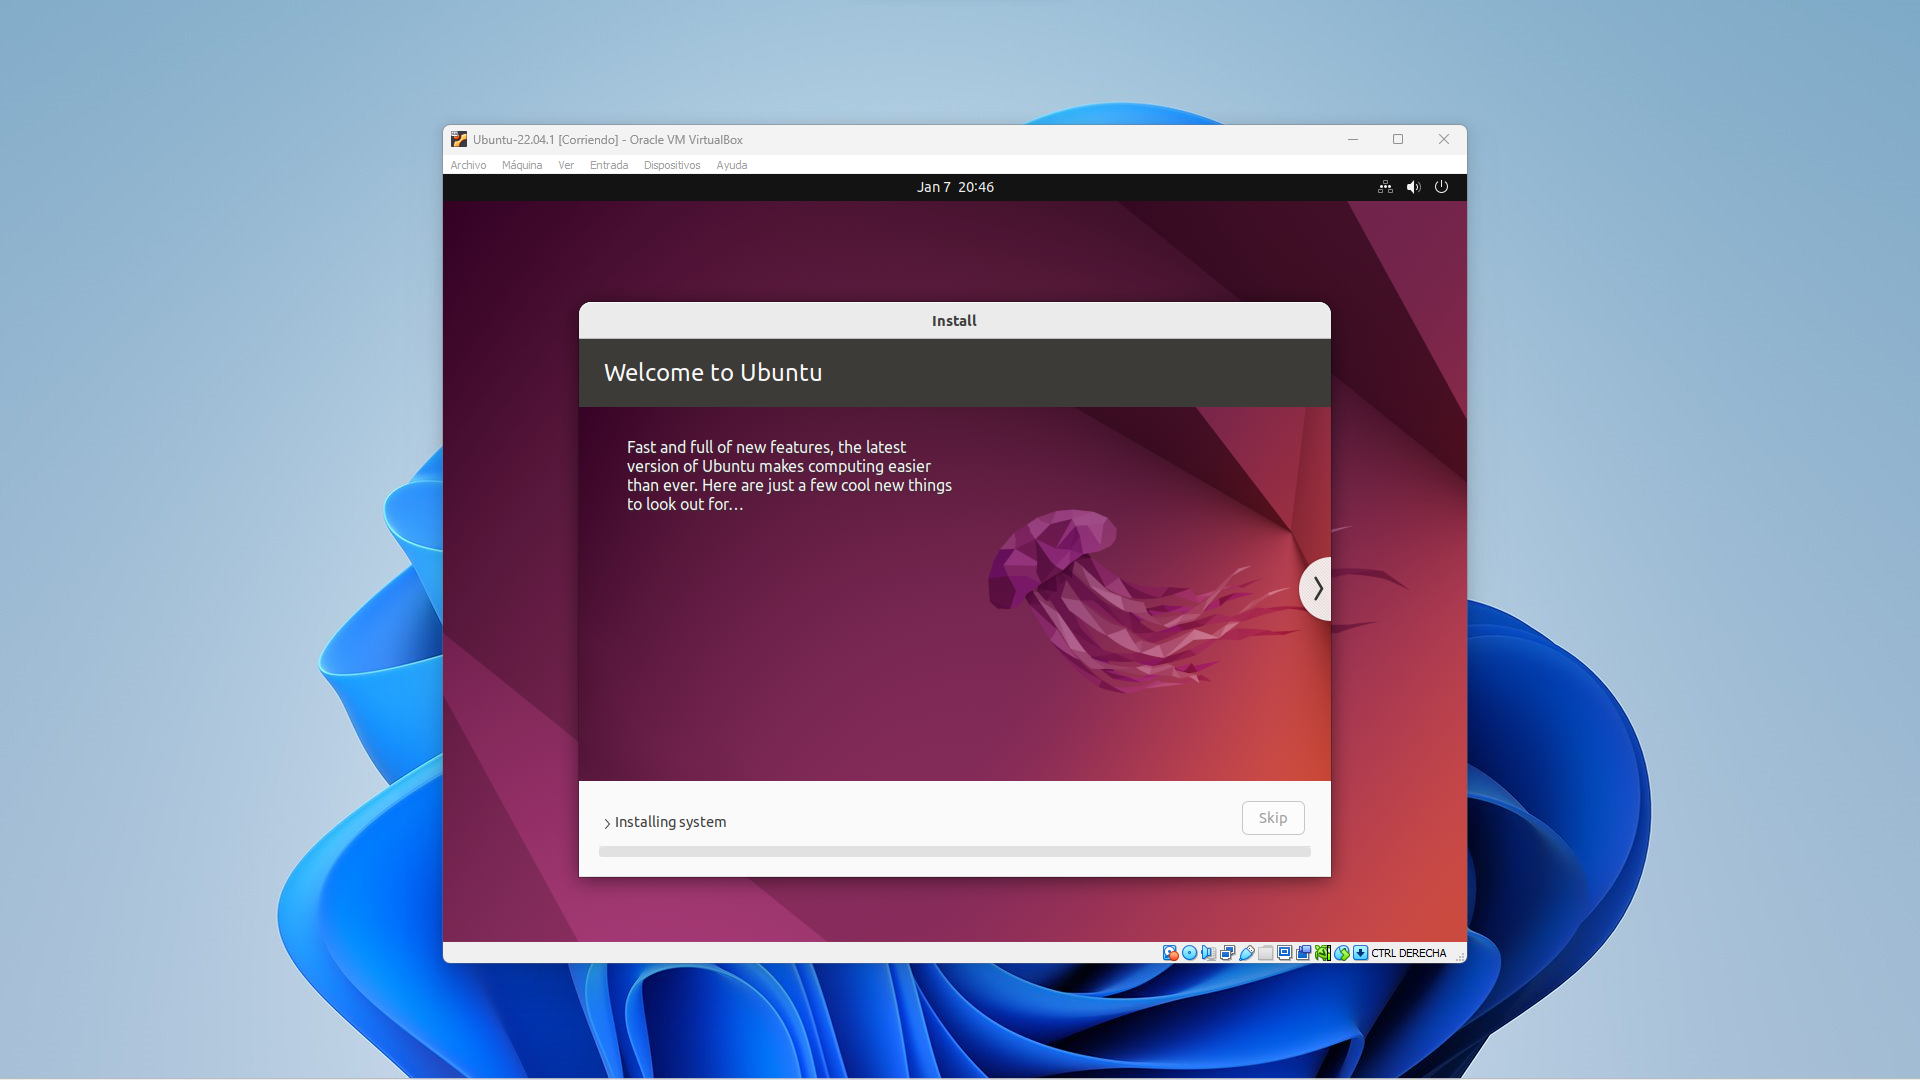 Ubuntu-22.04.1 [Corriendo] - Oracle VM VirtualBox
Archivo Máquina Ver Entrada Dispositivos Ayuda
Jan 7 20:46
Install
Welcome to Ubuntu
Fast and full of new features, the latest
version of Ubuntu makes computing easier
than ever. Here are just a few cool new things
to look out for…
Installing system
Skip
CTRL DERECHA